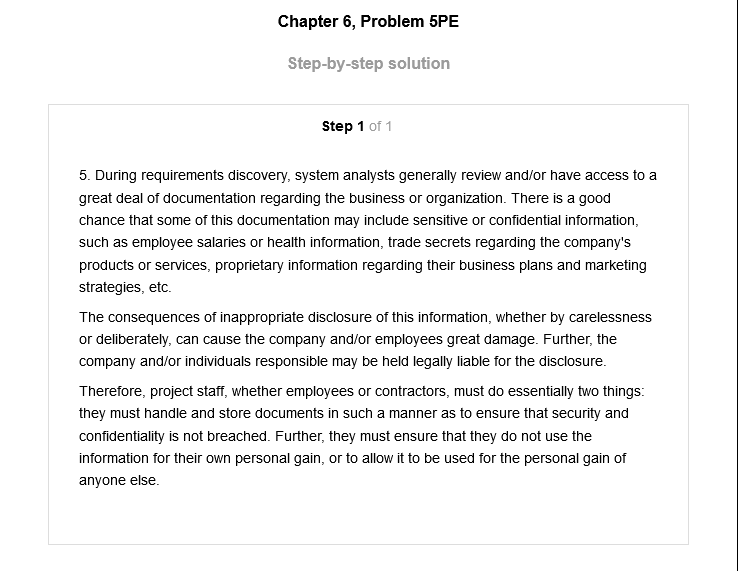 Chapter 6, Problem 5PE
Step-by-step solution
Step 1 of 1
5. During requirements discovery, system analysts generally review and/or have access to a
great deal of documentation regarding the business or organization. There is a good
chance that some of this documentation may include sensitive or confidential information,
such as employee salaries or health information, trade secrets regarding the company's
products or services, proprietary information regarding their business plans and marketing
strategies, etc.
The consequences of inappropriate disclosure of this information, whether by carelessness
or deliberately, can cause the company and/or employees great damage. Further, the
company and/or individuals responsible may be held legally liable for the disclosure.
Therefore, project staff, whether employees or contractors, must do essentially two things:
they must handle and store documents in such a manner as to ensure that security and
confidentiality is not breached. Further, they must ensure that they do not use the
information for their own personal gain, or to allow it to be used for the personal gain of
anyone else.